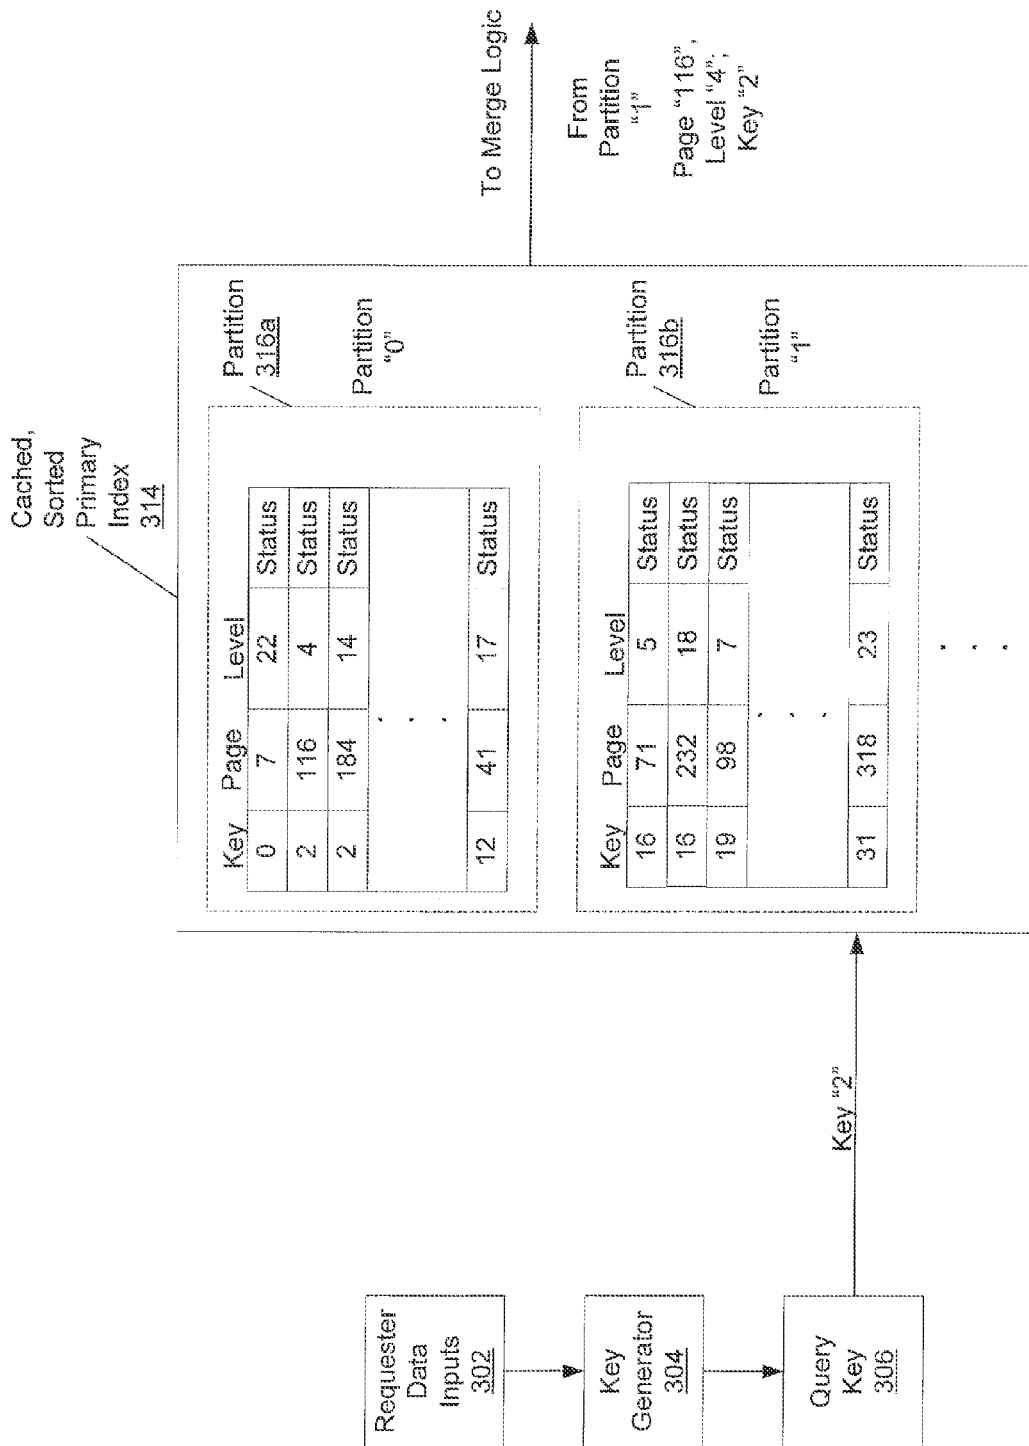 Cached,
Sorted
Primary
Index
314
Partition
316a
Partition
"0"
Key Page Level
0 7 22 Status
2 116 4 Status
2 184 14 Status
. . .
12 41 17 Status
Partition
316b
Partition
"1"
Key Page Level
16 71 5 Status
16 232 18 Status
19 98 7 Status
. . .
31 318 23 Status
. . .
To Merge Logic
From
Partition
"1"
Page "116",
Level "4";
Key "2"
Requester
Data
Inputs
302
Key
Generator
304
Query
Key
306
Key "2"